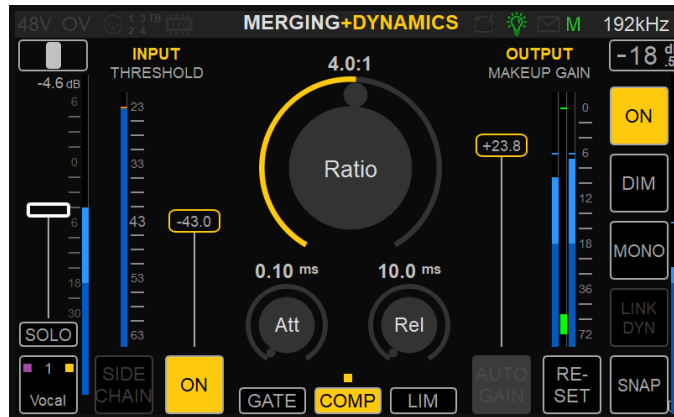 48V OV 1 3 TB 2 4 MERGING+DYNAMICS M 192kHz
INPUT
THRESHOLD
4.0:1
OUTPUT
MAKEUP GAIN
-18 .5
-4.6 dB
6
0
6
18
30
SOLO
1
Vocal
23
33
43
53
63
-43.0
SIDE
CHAIN
ON
Ratio
0.10 ms
10.0 ms
Att
Rel
GATE
COMP
LIM
+23.8
0
6
12
18
36
72
AUTO
GAIN
RE-
SET
ON
DIM
MONO
LINK
DYN
SNAP